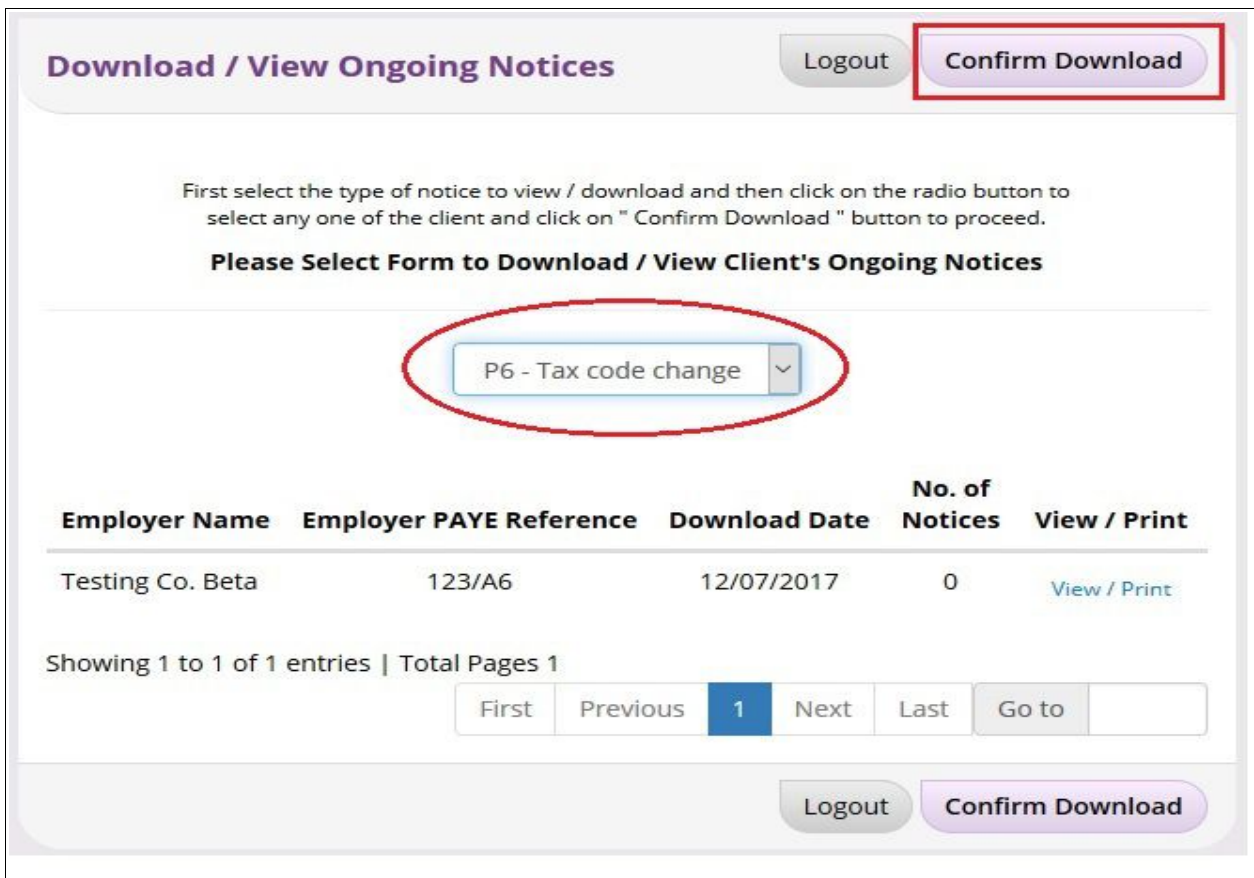 Download / View Ongoing Notices
Logout
Confirm Download
First select the type of notice to view / download and then click on the radio button to
select any one of the client and click on " Confirm Download " button to proceed.
Please Select Form to Download / View Client's Ongoing Notices
P6 - Tax code change
Employer Name Employer PAYE Reference Download Date No. of Notices View / Print
Testing Co. Beta 123/A6 12/07/2017 0 View / Print
Showing 1 to 1 of 1 entries | Total Pages 1
First Previous 1 Next Last Go to
Logout
Confirm Download